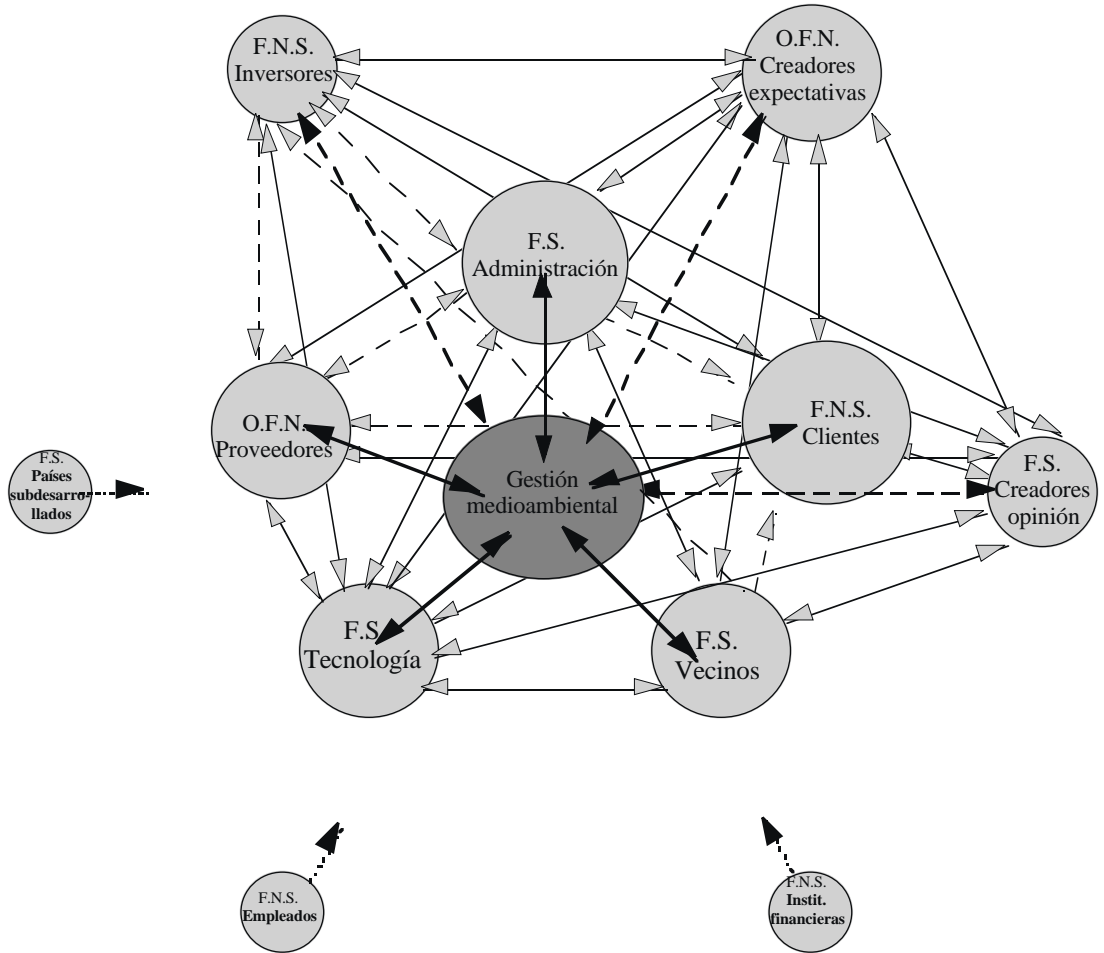 F.N.S.
Inversores
O.F.N.
Creadores
expectativas
F.S.
Administración
O.F.N.
Proveedores
F.N.S.
Clientes
F.S.
Países
subdesarro-
llados
Gestión
medioambiental
F.S.
Creadores
opinión
F.S.
Tecnología
F.S.
Vecinos
F.N.S.
Empleados
F.N.S.
Instit.
financieras